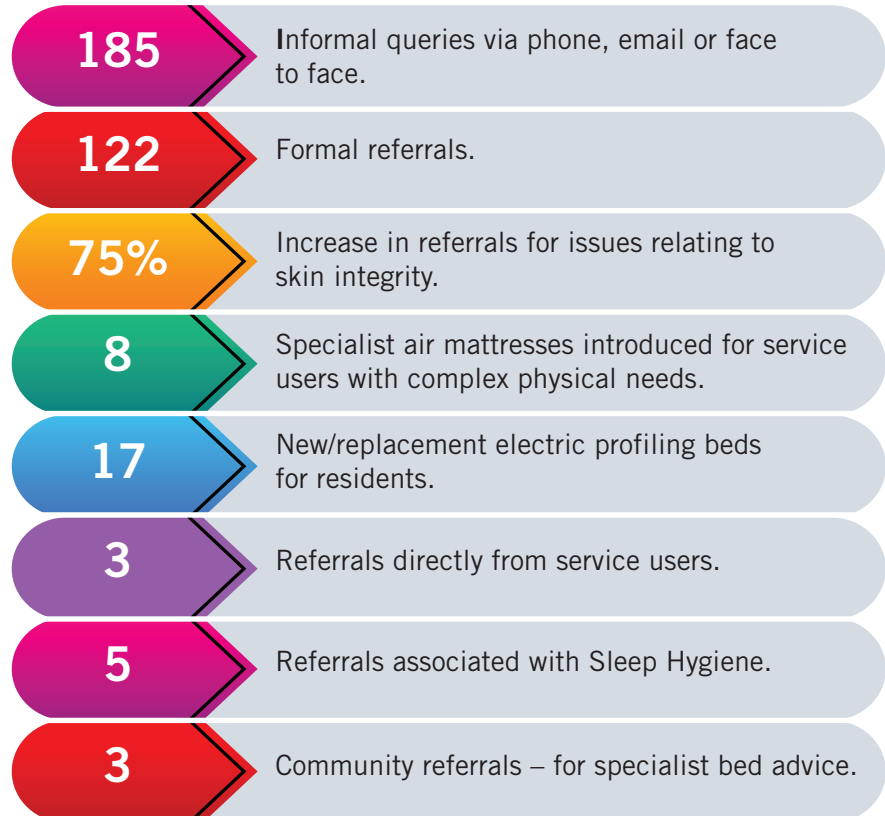 185
Informal queries via phone, email or face
to face.
122
Formal referrals.
75%
Increase in referrals for issues relating to
skin integrity.
8
Specialist air mattresses introduced for service
users with complex physical needs.
17
New/replacement electric profiling beds
for residents.
3
Referrals directly from service users.
5
Referrals associated with Sleep Hygiene.
3
Community referrals – for specialist bed advice.